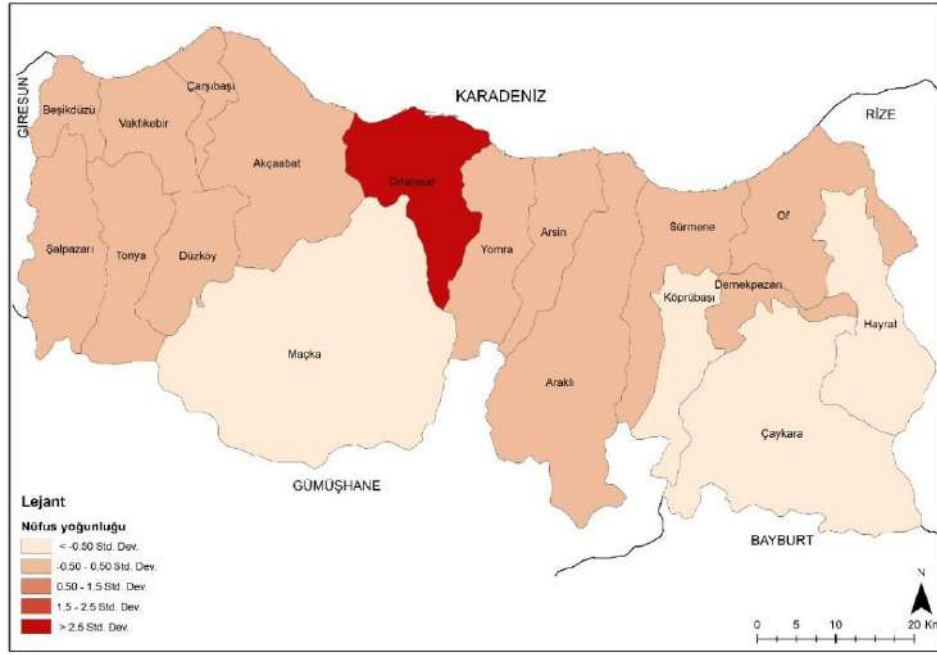 KARADENİZ
GİRESUN
RİZE
Çarşıbaşı
Beşikdüzü
Vakfıkebir
Akçaabat
Ortahisar
Şalpazarı
Tonya
Düzköy
Yomra
Arsin
Sürmene
Of
Dernekpazarı
Köprübaşı
Hayrat
Maçka
Araklı
Çaykara
GÜMÜŞHANE
BAYBURT
Lejant
Nüfus yoğunluğu
< -0.50 Std. Dev.
-0.50 - 0.50 Std. Dev.
0.50 - 1.5 Std. Dev.
1.5 - 2.5 Std. Dev.
> 2.5 Std. Dev.
N
0 5 10 20 Km